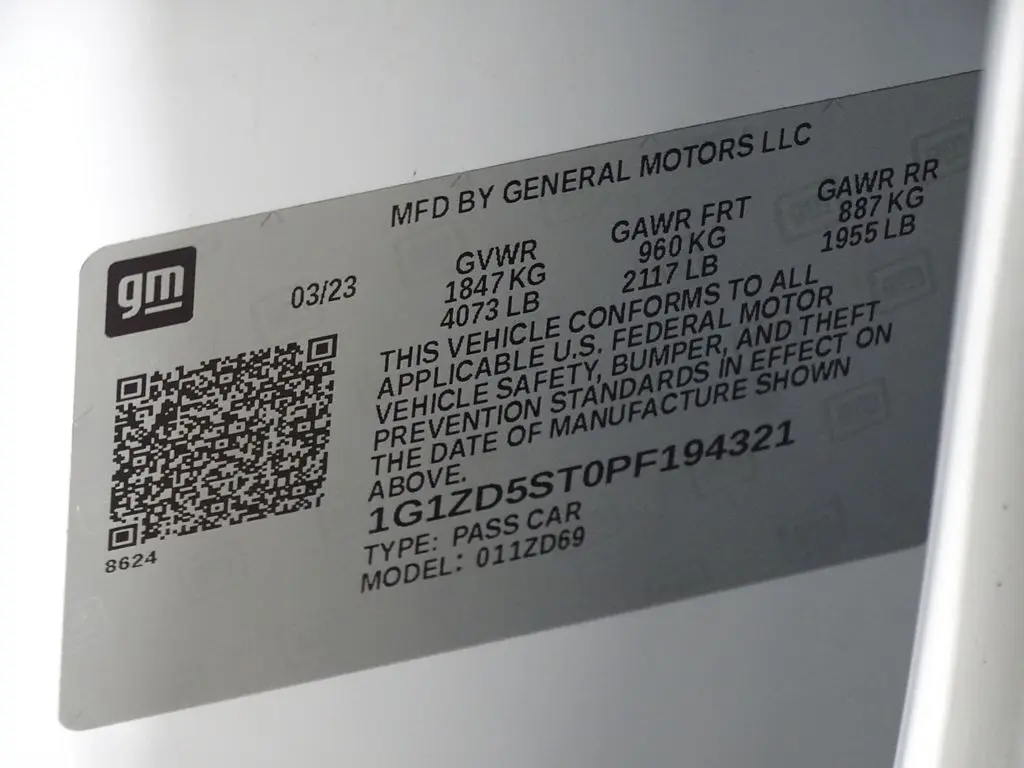 MFD BY GENERAL MOTORS LLC
gm
03/23
GVWR
1847 KG
4073 LB
GAWR FRT
960 KG
2117 LB
GAWR RR
887 KG
1955 LB
THIS VEHICLE CONFORMS TO ALL
APPLICABLE U.S. FEDERAL MOTOR
VEHICLE SAFETY, BUMPER, AND THEFT
PREVENTION STANDARDS IN EFFECT ON
THE DATE OF MANUFACTURE SHOWN
ABOVE.
1G1ZD5ST0PF194321
TYPE: PASS CAR
MODEL: 011ZD69
8624